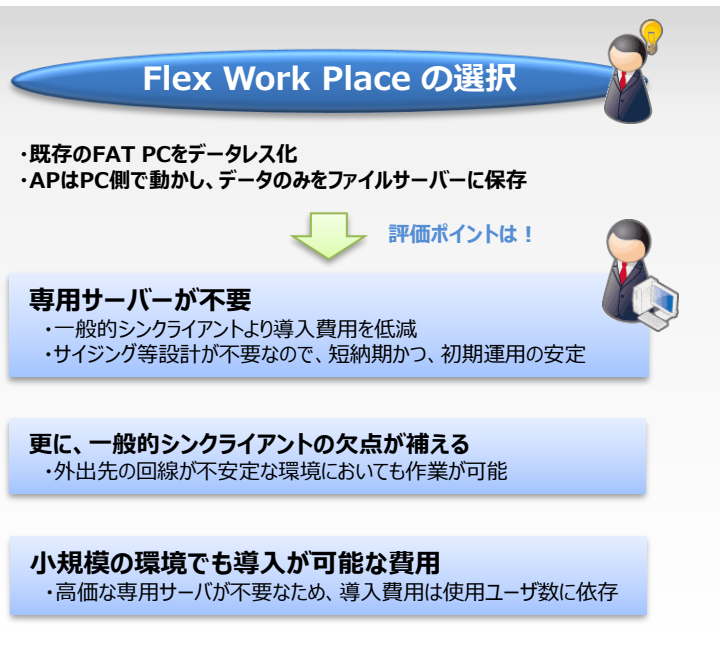 Flex Work Place の選択
・既存のFAT PCをデータレス化
・APはPC側で動かし、データのみをファイルサーバーに保存
評価ポイントは！
専用サーバーが不要
・一般的シンクライアントより導入費用を低減
・サイジング等設計が不要なので、短納期かつ、初期運用の安定
更に、一般的シンクライアントの欠点が補える
・外出先の回線が不安定な環境においても作業が可能
小規模の環境でも導入が可能な費用
・高価な専用サーバが不要なため、導入費用は使用ユーザ数に依存